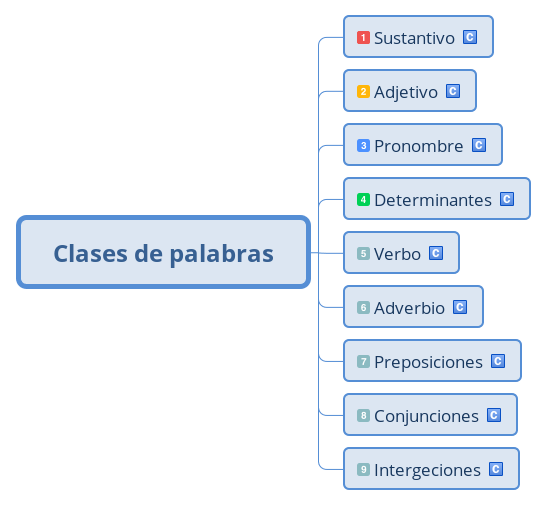 Clases de palabras
1 Sustantivo C
2 Adjetivo C
3 Pronombre C
4 Determinantes C
5 Verbo C
6 Adverbio C
7 Preposiciones C
8 Conjunciones C
9 Intergeciones C